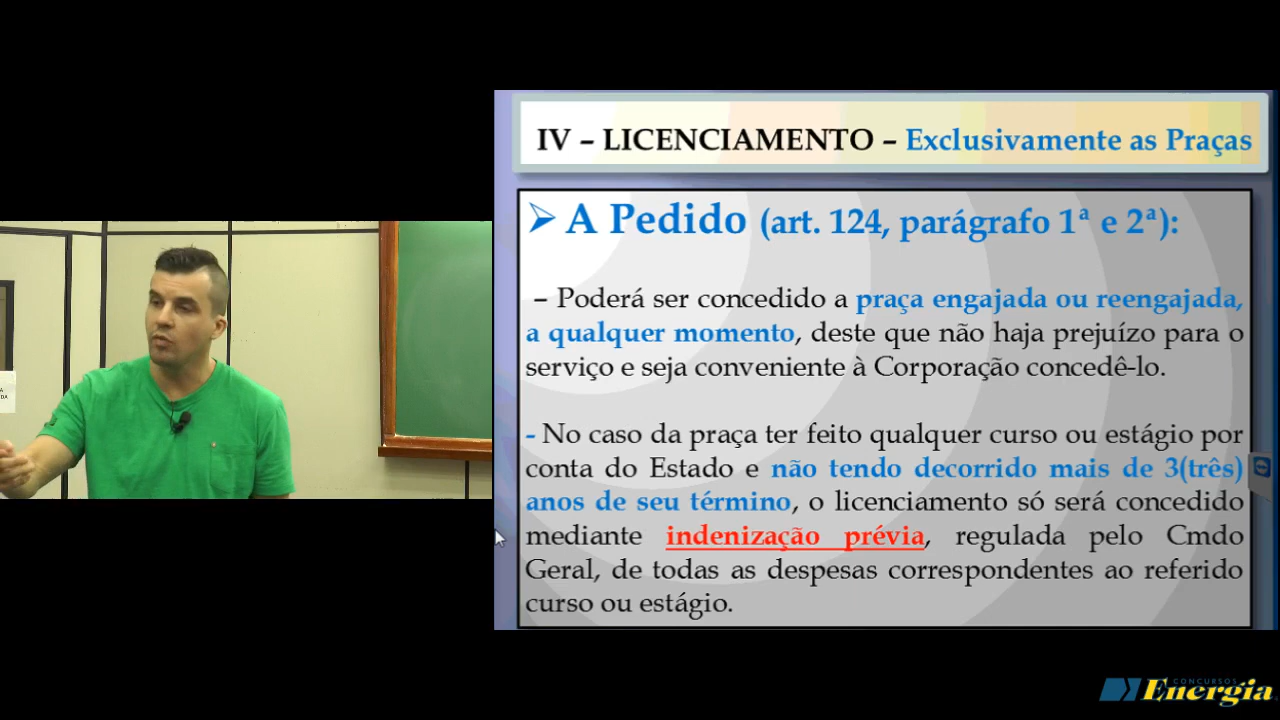 IV – LICENCIAMENTO – Exclusivamente as Praças
➢ A Pedido (art. 124, parágrafo 1ª e 2ª):
– Poderá ser concedido a praça engajada ou reengajada,
a qualquer momento, deste que não haja prejuízo para o
serviço e seja conveniente à Corporação concedê-lo.
- No caso da praça ter feito qualquer curso ou estágio por
conta do Estado e não tendo decorrido mais de 3(três)
anos de seu término, o licenciamento só será concedido
mediante indenização prévia, regulada pelo Cmdo
Geral, de todas as despesas correspondentes ao referido
curso ou estágio.
CONCURSOS
Energia